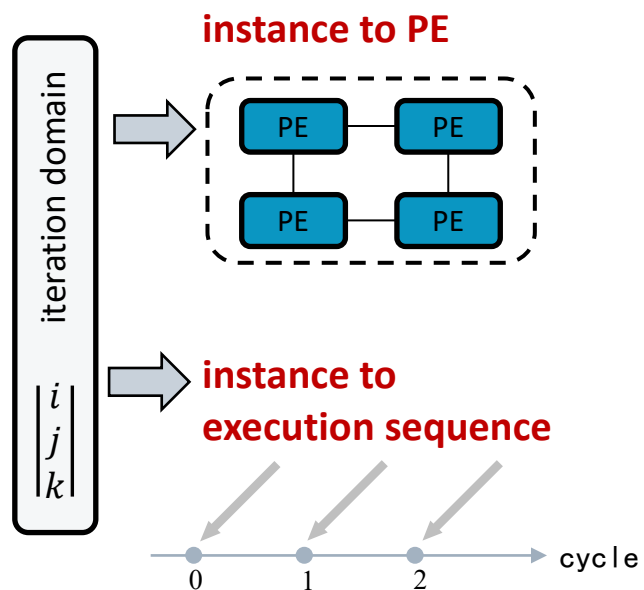 instance to PE
iteration domain
i
j
k
PE PE
PE PE
instance to
execution sequence
cycle
0 1 2